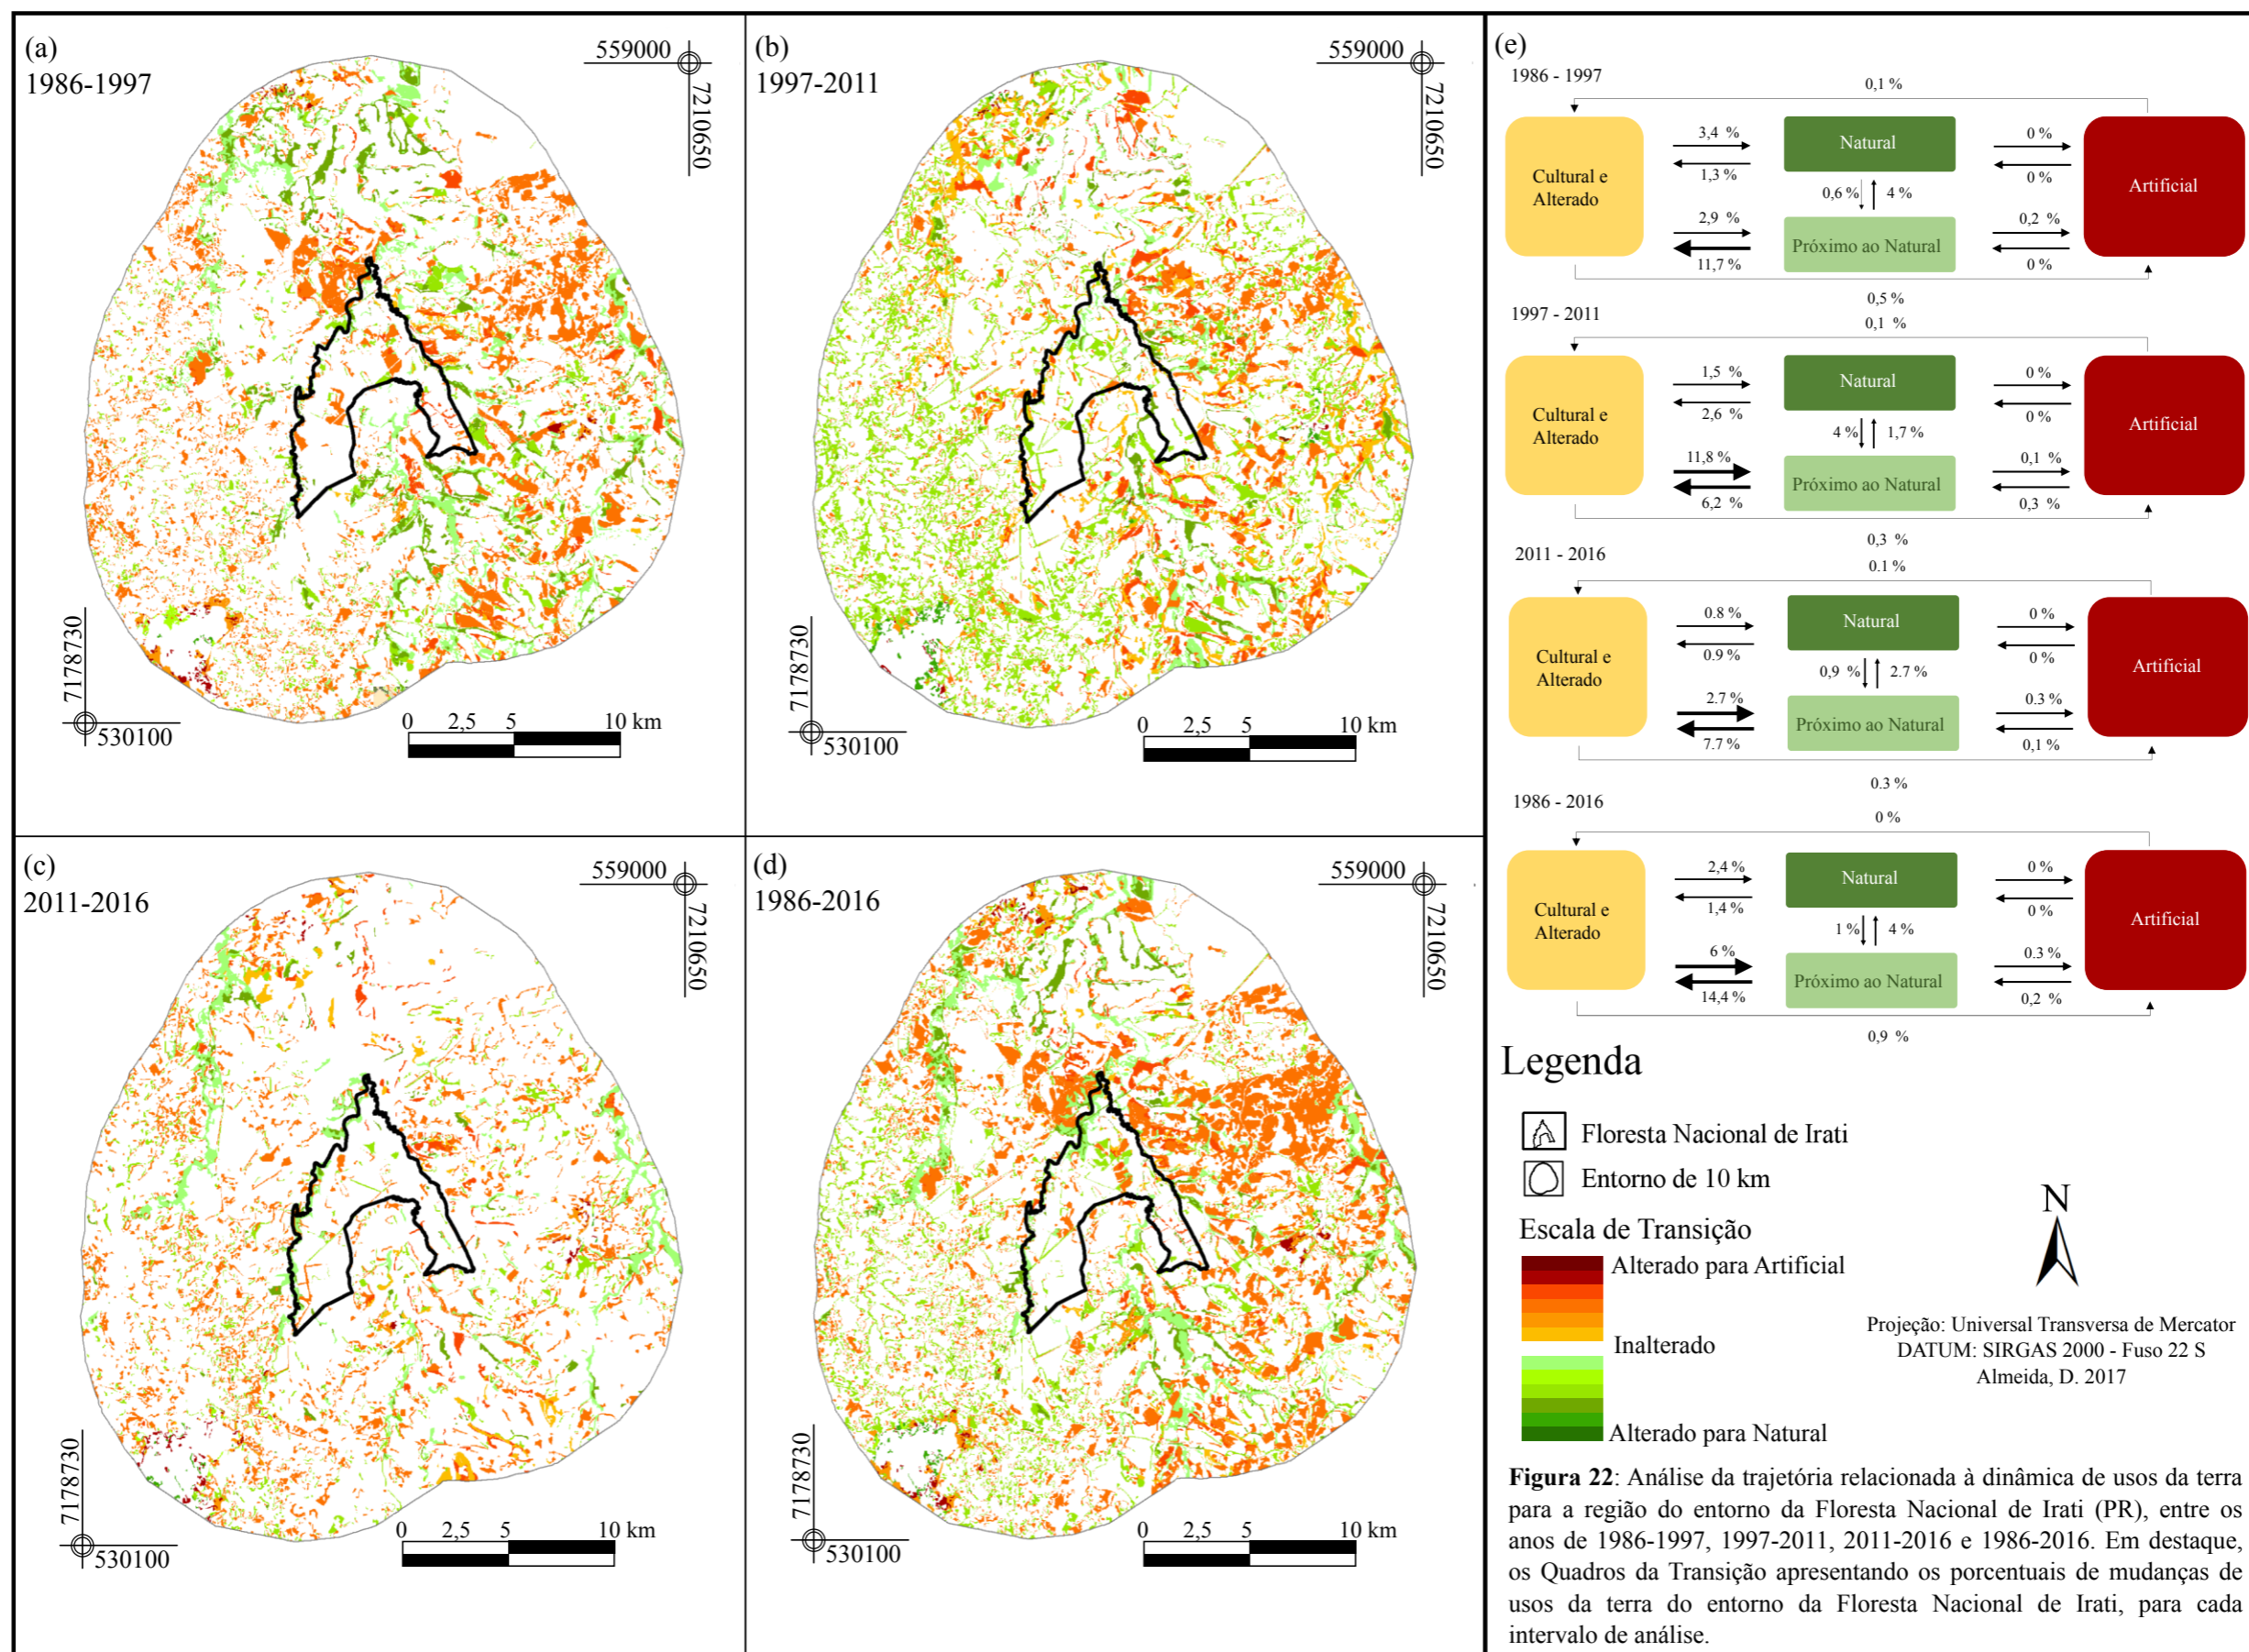 (a)
1986-1997
559000
7210650
7178730
530100
0 2,5 5 10 km
(b)
1997-2011
559000
7210650
7178730
530100
0 2,5 5 10 km
(c)
2011-2016
559000
7210650
7178730
530100
0 2,5 5 10 km
(d)
1986-2016
559000
7210650
7178730
530100
0 2,5 5 10 km
(e)
1986 - 1997
0,1 %
Cultural e
Alterado
3,4 %
1,3 %
Natural
0 %
0 %
Artificial
0,6 % 4 %
2,9 %
11,7 %
Próximo ao Natural
0,2 %
0 %
0,5 %
1997 - 2011
0,1 %
Cultural e
Alterado
1,5 %
2,6 %
Natural
0 %
0 %
Artificial
4 % 1,7 %
11,8 %
6,2 %
Próximo ao Natural
0,1 %
0,3 %
0,3 %
2011 - 2016
0.1 %
Cultural e
Alterado
0.8 %
0.9 %
Natural
0 %
0 %
Artificial
0,9 % 2.7 %
2.7 %
7.7 %
Próximo ao Natural
0.3 %
0,1 %
0.3 %
1986 - 2016
0 %
Cultural e
Alterado
2,4 %
1,4 %
Natural
0 %
0 %
Artificial
1 % 4 %
6 %
14,4 %
Próximo ao Natural
0.3 %
0,2 %
0,9 %
Legenda
Floresta Nacional de Irati
Entorno de 10 km
Escala de Transição
Alterado para Artificial
Inalterado
Alterado para Natural
N
Projeção: Universal Transversa de Mercator
DATUM: SIRGAS 2000 - Fuso 22 S
Almeida, D. 2017
Figura 22: Análise da trajetória relacionada à dinâmica de usos da terra
para a região do entorno da Floresta Nacional de Irati (PR), entre os
anos de 1986-1997, 1997-2011, 2011-2016 e 1986-2016. Em destaque,
os Quadros da Transição apresentando os porcentuais de mudanças de
usos da terra do entorno da Floresta Nacional de Irati, para cada
intervalo de análise.